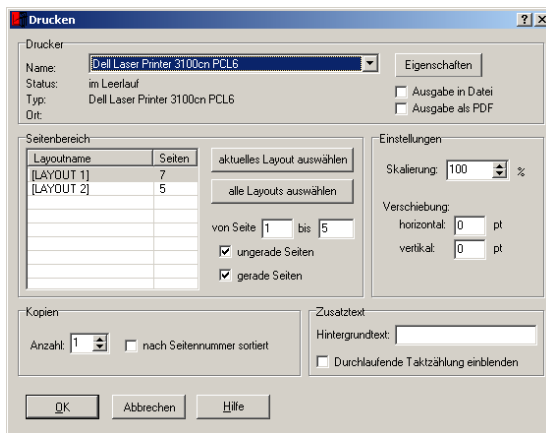 Drucken
Drucker
Name: Dell Laser Printer 3100cn PCL6 Eigenschaften
Status: im Leerlauf
Typ: Dell Laser Printer 3100cn PCL6
Ort:
Ausgabe in Datei
Ausgabe als PDF
Seitenbereich
Layoutname Seiten
[LAYOUT 1] 7
[LAYOUT 2] 5
aktuelles Layout auswählen
alle Layouts auswählen
von Seite 1 bis 5
ungerade Seiten
gerade Seiten
Einstellungen
Skalierung: 100 %
Verschiebung:
horizontal: 0 pt
vertikal: 0 pt
Kopien
Anzahl: 1 nach Seitennummer sortiert
Zusatztext
Hintergrundtext:
Durchlaufende Taktzählung einblenden
OK Abbrechen Hilfe